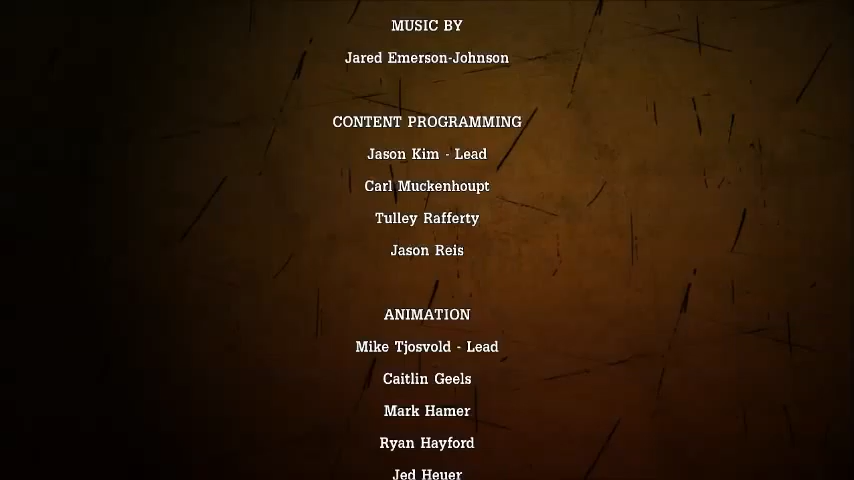 MUSIC BY
Jared Emerson-Johnson
CONTENT PROGRAMMING
Jason Kim - Lead
Carl Muckenhoupt
Tulley Rafferty
Jason Reis
ANIMATION
Mike Tjosvold - Lead
Caitlin Geels
Mark Hamer
Ryan Hayford
Jed Heuer